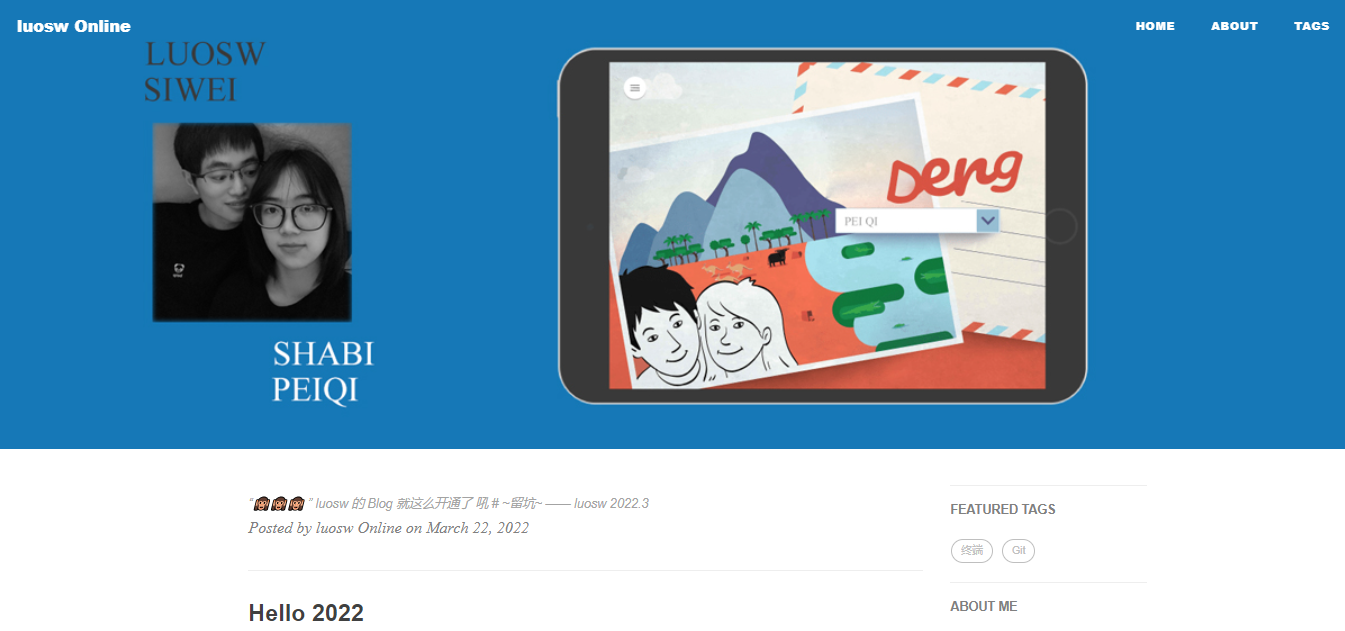 luosw Online
HOME ABOUT TAGS
LUOSW
SIWEI
SHABI
PEIQI
Deng
PEI QI
“👩🏽👩🏽👩🏽” luosw 的 Blog 就这么开通了 吼 # ~留坑~ —— luosw 2022.3
Posted by luosw Online on March 22, 2022
Hello 2022
FEATURED TAGS
终端 Git
ABOUT ME